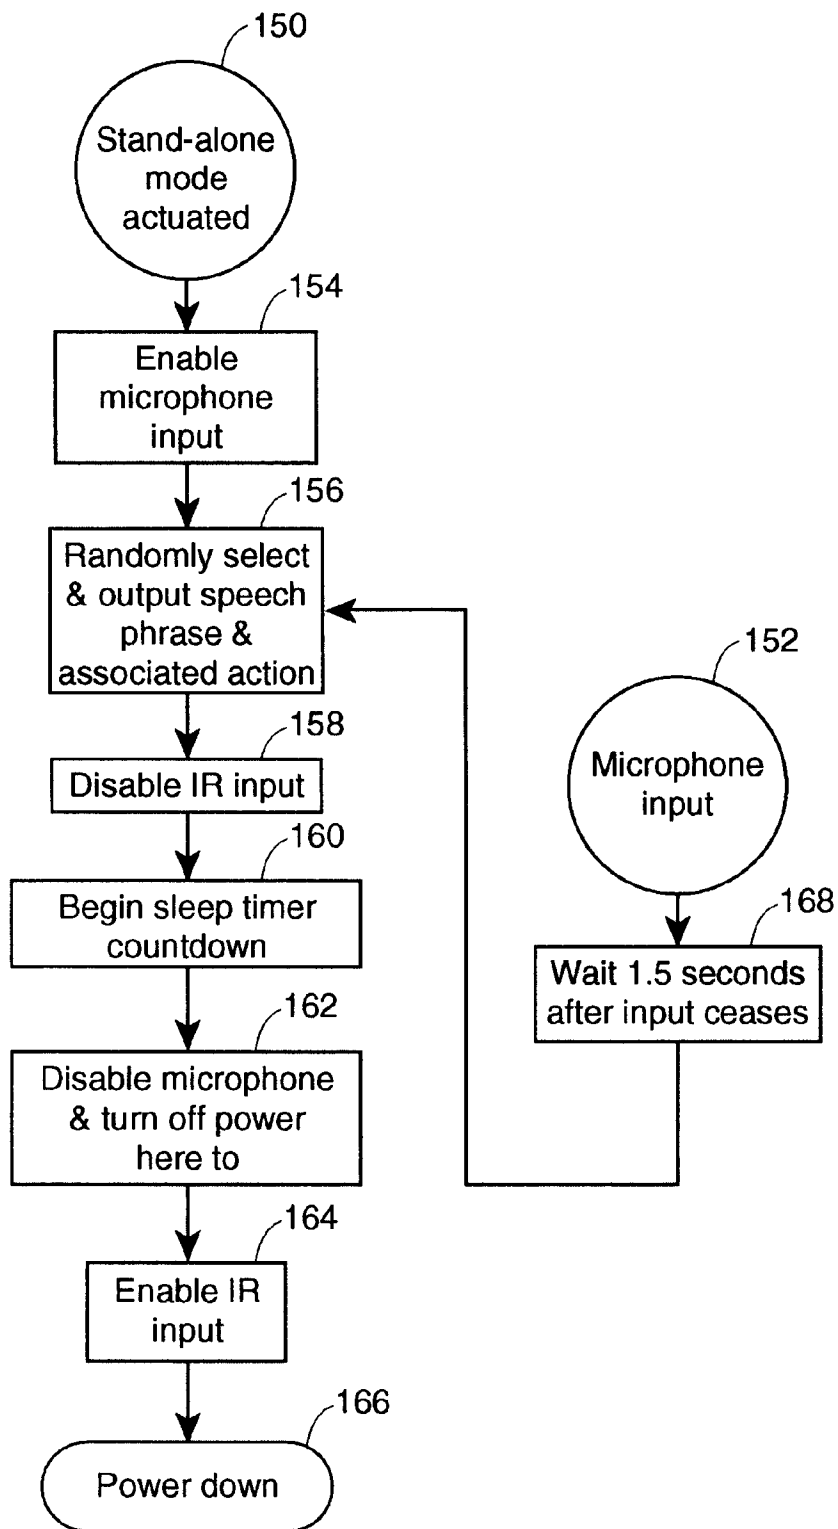 150
Stand-alone
mode
actuated
154
Enable
microphone
input
156
Randomly select
& output speech
phrase &
associated action
158
Disable IR input
160
Begin sleep timer
countdown
162
Disable microphone
& turn off power
here to
164
Enable IR
input
166
Power down
152
Microphone
input
168
Wait 1.5 seconds
after input ceases